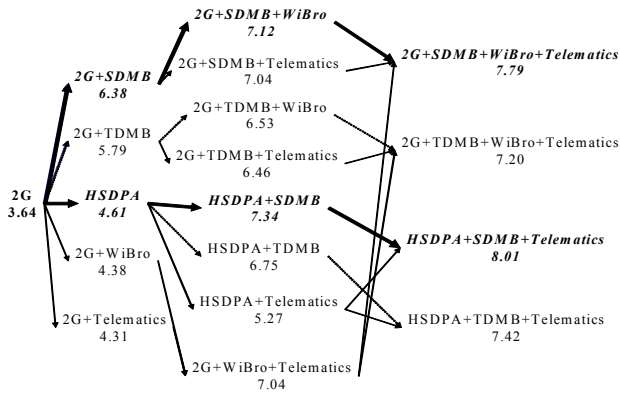 2G
3.64
2G+SDMB
6.38
2G+TDMB
5.79
HSDPA
4.61
2G+WiBro
4.38
2G+Telematics
4.31
2G+SDMB+WiBro
7.12
2G+SDMB+Telematics
7.04
2G+TDMB+WiBro
6.53
2G+TDMB+Telematics
6.46
HSDPA+SDMB
7.34
HSDPA+TDMB
6.75
HSDPA+Telematics
5.27
2G+WiBro+Telematics
7.04
2G+SDMB+WiBro+Telematics
7.79
2G+TDMB+WiBro+Telematics
7.20
HSDPA+SDMB+Telematics
8.01
HSDPA+TDMB+Telematics
7.42